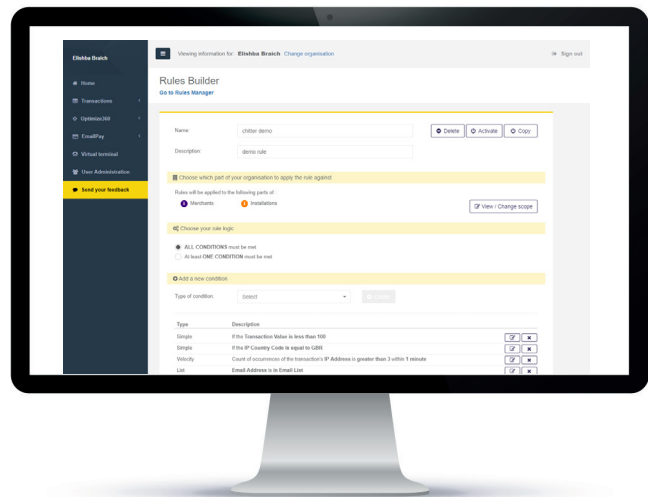 Elishba Braich
Viewing information for: Elishba Braich Change organisation
Sign out
Home
Transactions
Optimize360
EmailPay
Virtual terminal
User Administration
Send your feedback
Rules Builder
Go to Rules Manager
Name
chitter demo
Delete
Activate
Copy
Description:
demo rule
Choose which part of your organisation to apply the rule against
Rules will be applied to the following parts of :
Merchants
Installations
View / Change scope
Choose your rule logic
ALL CONDITIONS must be met
At least ONE CONDITION must be met
Add a new condition
Type of condition:
Select
Type Description
Simple If the Transaction Value is less than 100
Simple If the IP Country Code is equal to GBR
Velocity Count of occurrences of the transaction's IP Address is greater than 3 within 1 minute
List Email Address is in Email List